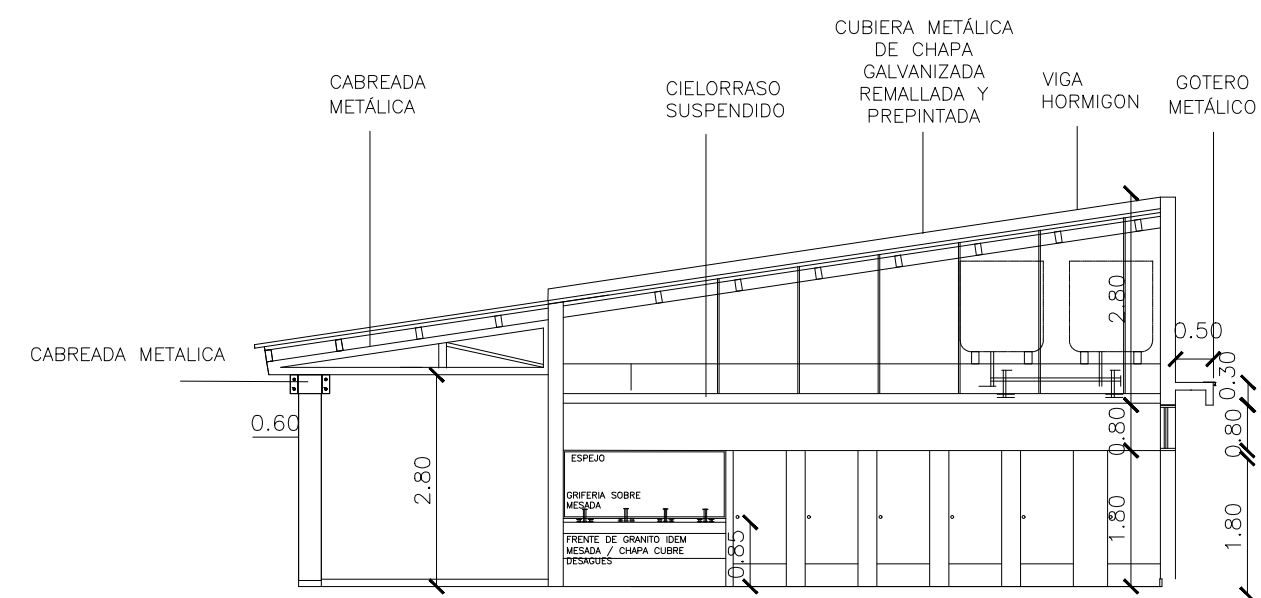 CUBIERA METÁLICA
DE CHAPA
GALVANIZADA
REMALLADA Y
PREPINTADA
CABREADA
METÁLICA
CIELORRASO
SUSPENDIDO
VIGA
HORMIGON
GOTERO
METÁLICO
CABREADA METALICA
0.60
2.80
2.80
0.50
0.30
0.80
0.80
ESPEJO
GRIFERIA SOBRE
MESADA
FRENTE DE GRANITO IDEM
MESADA / CHAPA CUBRE
DESAGUES
0.85
1.80
1.80